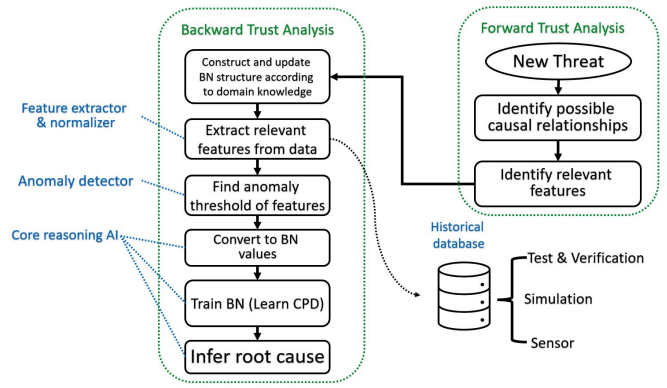 Backward Trust Analysis
Construct and update
BN structure according
to domain knowledge
Extract relevant
features from data
Find anomaly
threshold of features
Convert to BN
values
Train BN (Learn CPD)
Infer root cause
Feature extractor
& normalizer
Anomaly detector
Core reasoning AI
Forward Trust Analysis
New Threat
Identify possible
causal relationships
Identify relevant
features
Historical
database
Test & Verification
Simulation
Sensor